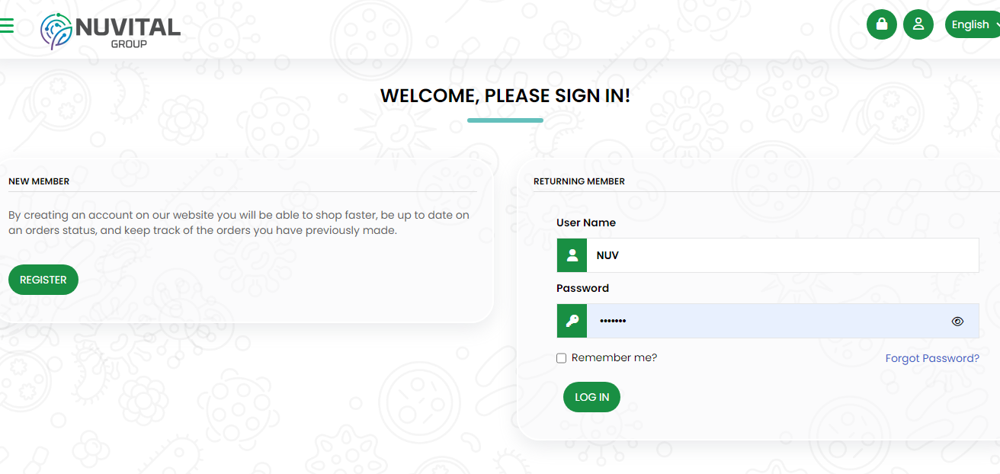 NUVITAL
GROUP
English
WELCOME, PLEASE SIGN IN!
NEW MEMBER
By creating an account on our website you will be able to shop faster, be up to date on
an orders status, and keep track of the orders you have previously made.
REGISTER
RETURNING MEMBER
User Name
NUV
Password
•••••••
Remember me?
Forgot Password?
LOG IN